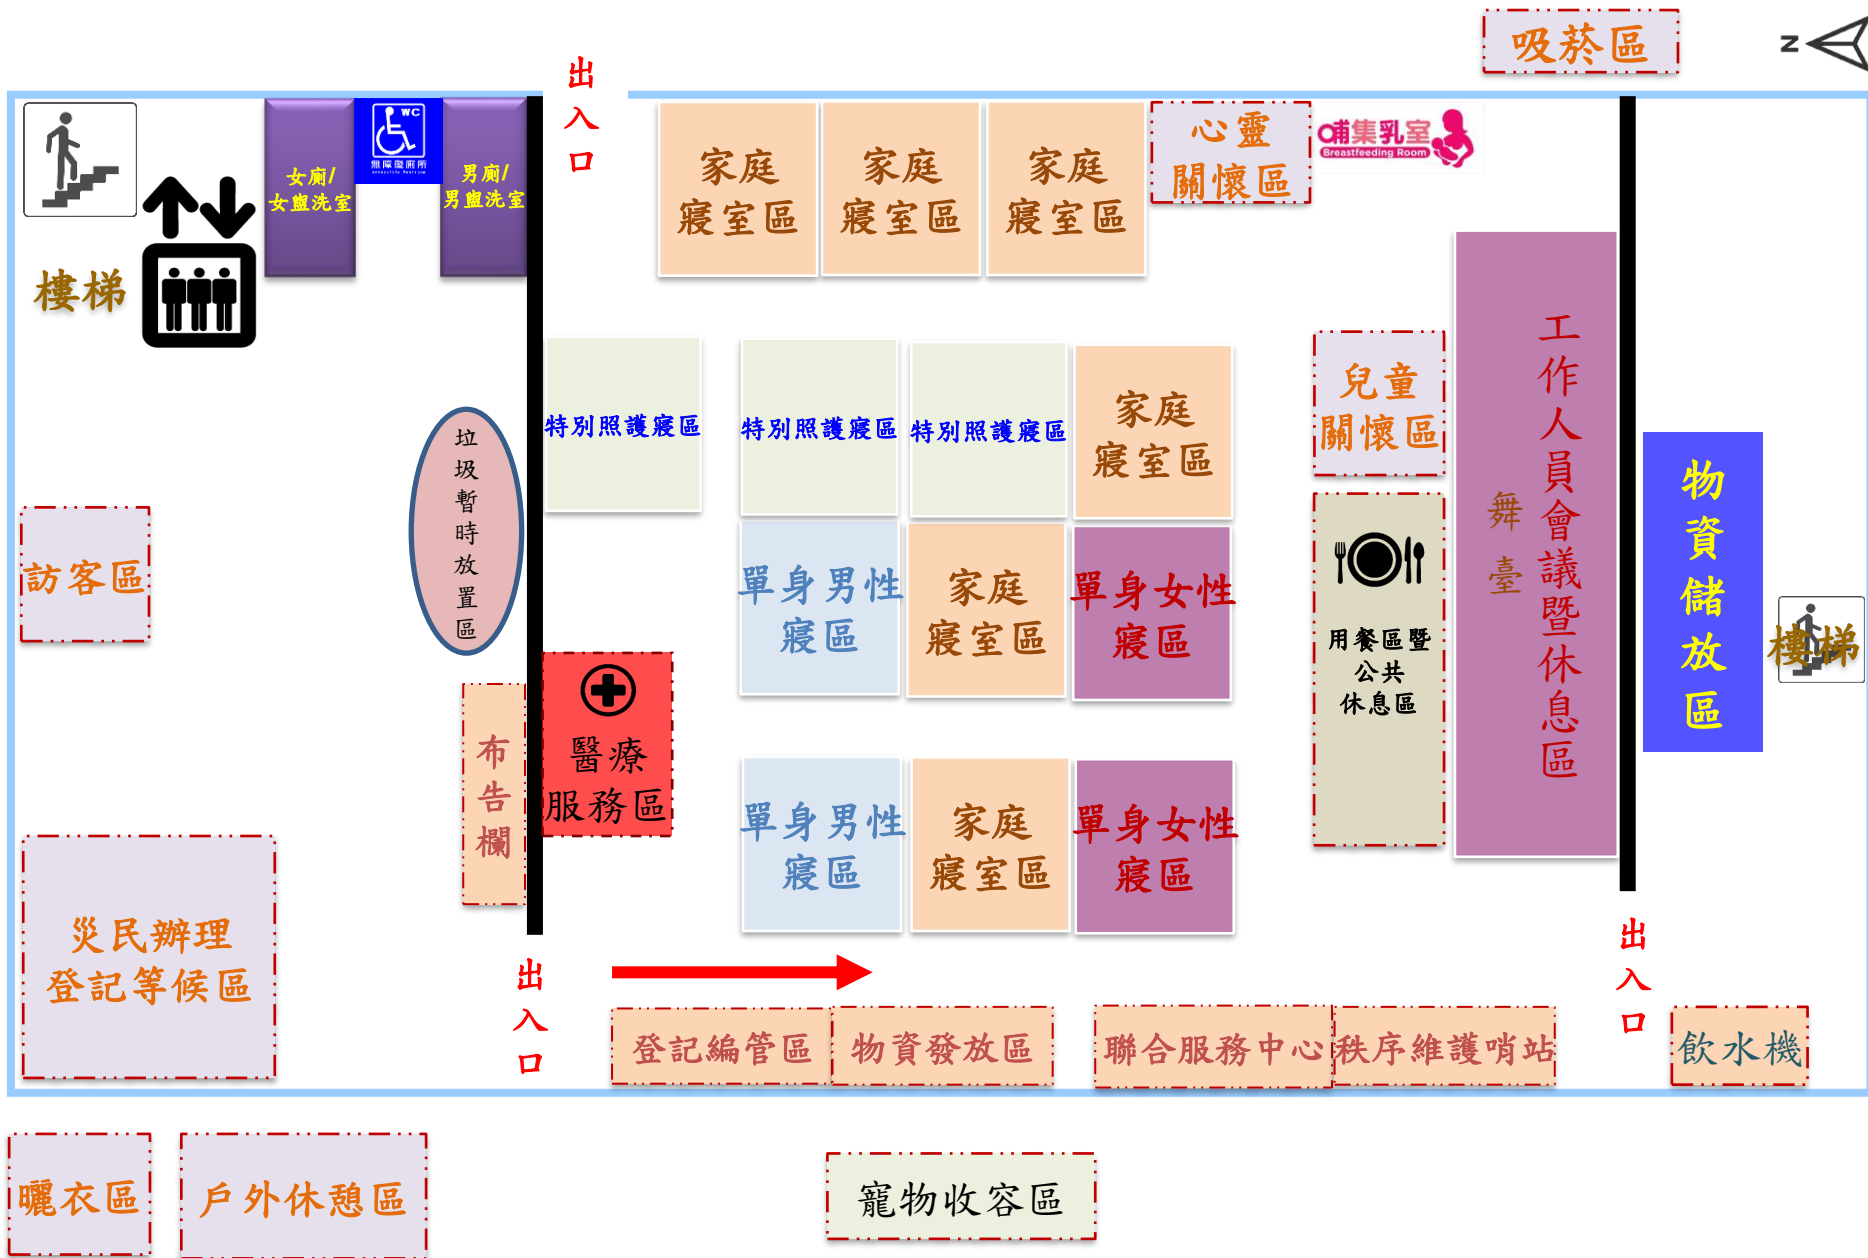 吸菸區
N
出入口
女廁/
女盥洗室
WC
無障礙廁所
Accessible Restroom
男廁/
男盥洗室
家庭
寢室區
家庭
寢室區
家庭
寢室區
心靈
關懷區
哺集乳室
Breastfeeding Room
樓梯
特別照護寢區
特別照護寢區
特別照護寢區
家庭
寢室區
兒童
關懷區
工作人員會議暨休息區
舞臺
物資儲放區
樓梯
垃圾暫時放置區
訪客區
單身男性
寢區
家庭
寢室區
單身女性
寢區
用餐區暨
公共
休息區
布告欄
醫療
服務區
單身男性
寢區
家庭
寢室區
單身女性
寢區
災民辦理
登記等候區
出入口
出入口
登記編管區
物資發放區
聯合服務中心
秩序維護哨站
飲水機
曬衣區
戶外休憩區
寵物收容區